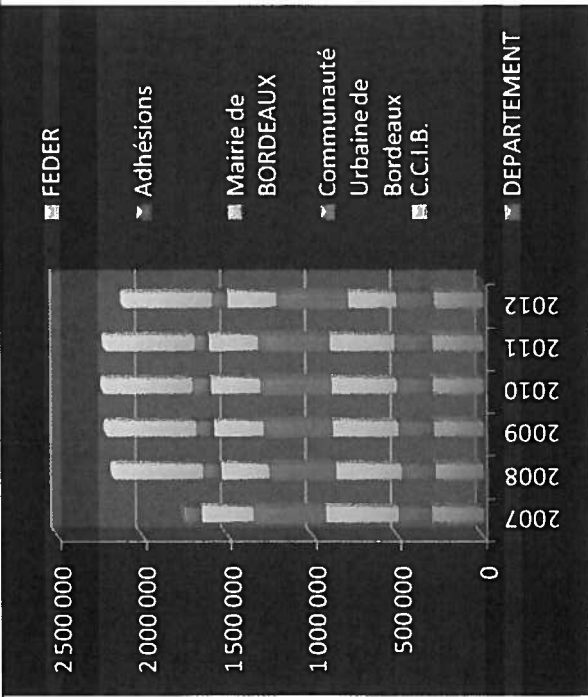 2 500 000
2 000 000
1 500 000
1 000 000
500 000
0
2007
2008
2009
2010
2011
2012
FEDER
Adhésions
Mairie de
BORDEAUX
Communauté
Urbaine de
Bordeaux
C.C.I.B.
DEPARTEMENT